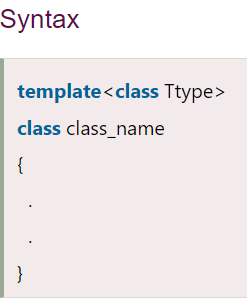 Syntax
template<class Ttype>
class class_name
{
.
.
}